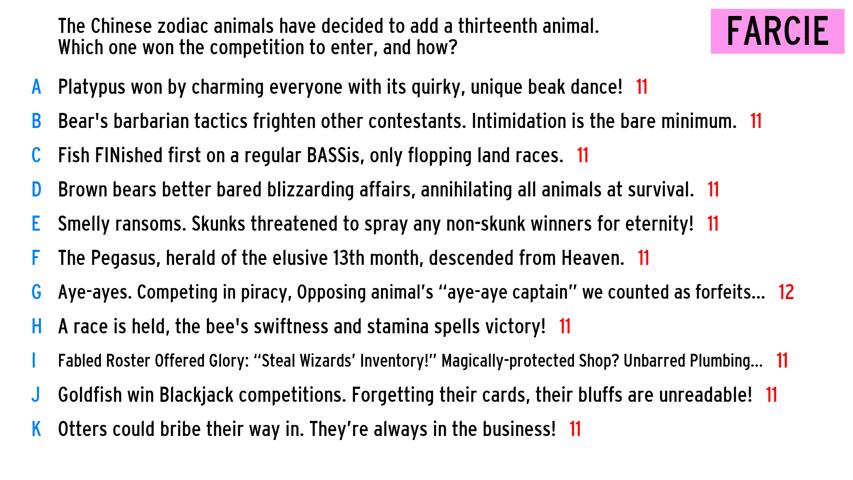 The Chinese zodiac animals have decided to add a thirteenth animal.
Which one won the competition to enter, and how?
FARCIE
A Platypus won by charming everyone with its quirky, unique beak dance! 11
B Bear's barbarian tactics frighten other contestants. Intimidation is the bare minimum. 11
C Fish FINished first on a regular BASSis, only flopping land races. 11
D Brown bears better bared blizzarding affairs, annihilating all animals at survival. 11
E Smelly ransoms. Skunks threatened to spray any non-skunk winners for eternity! 11
F The Pegasus, herald of the elusive 13th month, descended from Heaven. 11
G Aye-ayes. Competing in piracy, Opposing animal’s “aye-aye captain” we counted as forfeits... 12
H A race is held, the bee's swiftness and stamina spells victory! 11
I Fabled Roster Offered Glory: “Steal Wizards’ Inventory!” Magically-protected Shop? Unbarred Plumbing... 11
J Goldfish win Blackjack competitions. Forgetting their cards, their bluffs are unreadable! 11
K Otters could bribe their way in. They’re always in the business! 11